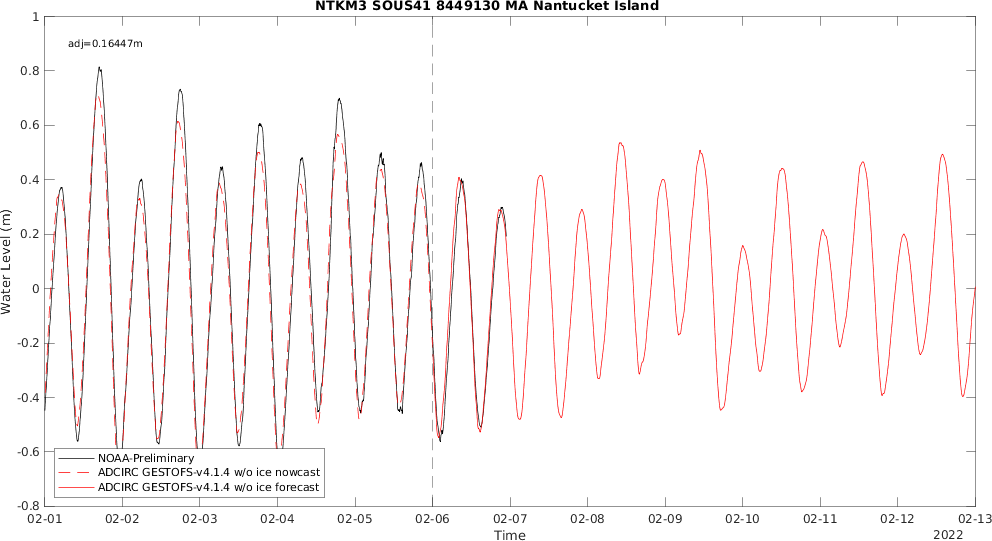 NTKM3 SOUS41 8449130 MA Nantucket Island
1
adj=0.16447m
0.8
0.6
0.4
0.2
0
-0.2
-0.4
-0.6
-0.8
Water Level (m)
NOAA-Preliminary
ADCIRC GESTOFS-v4.1.4 w/o ice nowcast
ADCIRC GESTOFS-v4.1.4 w/o ice forecast
02-01 02-02 02-03 02-04 02-05 02-06 02-07 02-08 02-09 02-10 02-11 02-12 02-13
Time
2022